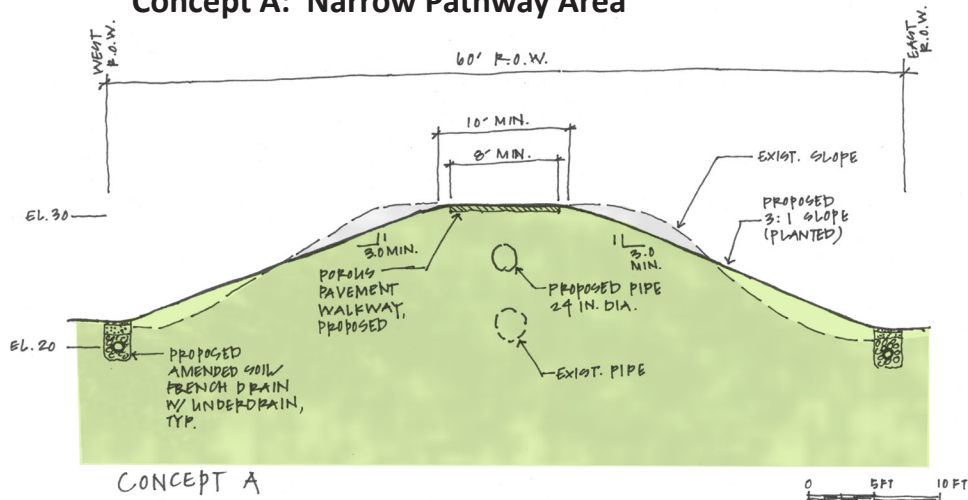 Concept A: Narrow Pathway Area
WEST
R.O.W.
60' R.O.W.
EAST
R.O.W.
10' MIN.
8' MIN.
EXIST. SLOPE
PROPOSED
3:1 SLOPE
(PLANTED)
EL. 30
1
3.0 MIN.
1
3.0
MIN.
POROUS
PAVEMENT
WALKWAY,
PROPOSED
PROPOSED PIPE
24 IN. DIA.
EL. 20
PROPOSED
AMENDED SOIL/
FRENCH DRAIN
W/ UNDERDRAIN,
TYP.
EXIST. PIPE
CONCEPT A
0 5FT 10 FT